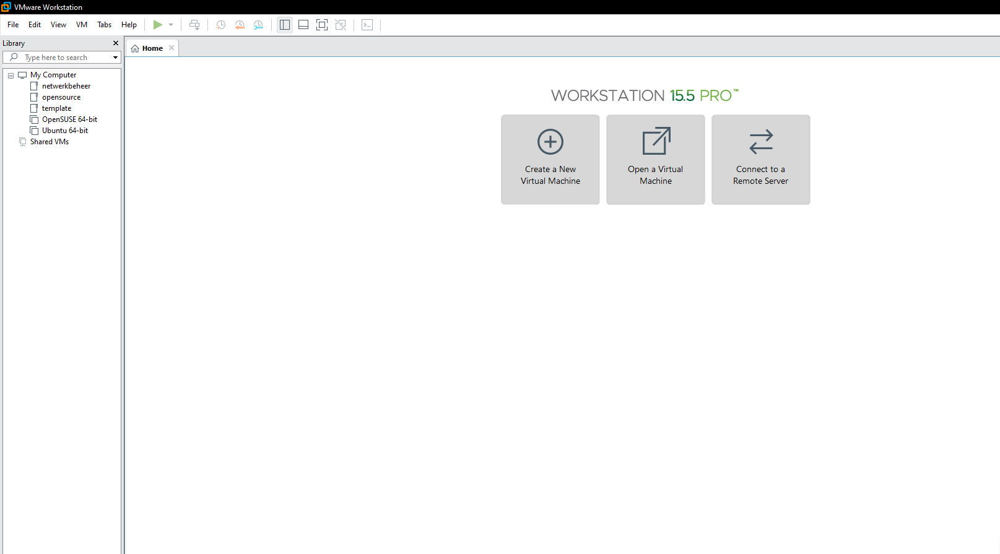 VMware Workstation
File Edit View VM Tabs Help
Library
Type here to search
My Computer
netwerkbeheer
opensource
template
OpenSUSE 64-bit
Ubuntu 64-bit
Shared VMs
Home
WORKSTATION 15.5 PRO™
Create a New
Virtual Machine
Open a Virtual
Machine
Connect to a
Remote Server